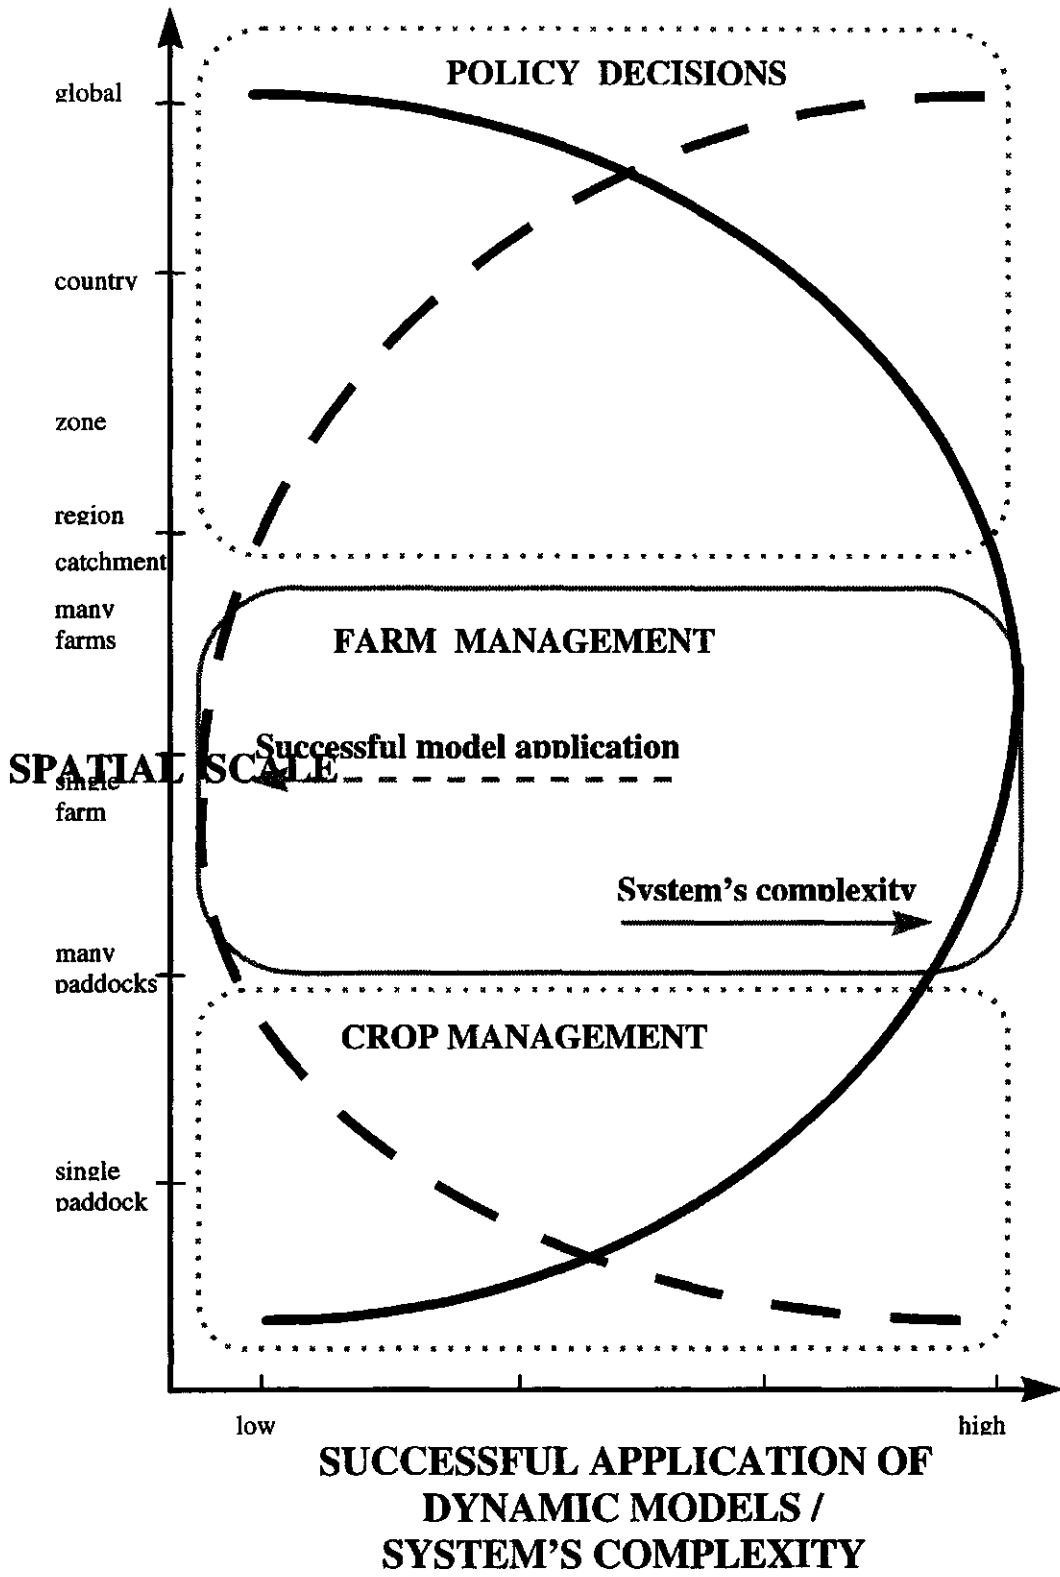 POLICY DECISIONS
global
country
zone
region
catchment
many
farms
FARM MANAGEMENT
Successful model application
SPATIAL SCALE
single
farm
System's complexity
many
paddocks
CROP MANAGEMENT
single
paddock
low
high
SUCCESSFUL APPLICATION OF
DYNAMIC MODELS /
SYSTEM'S COMPLEXITY